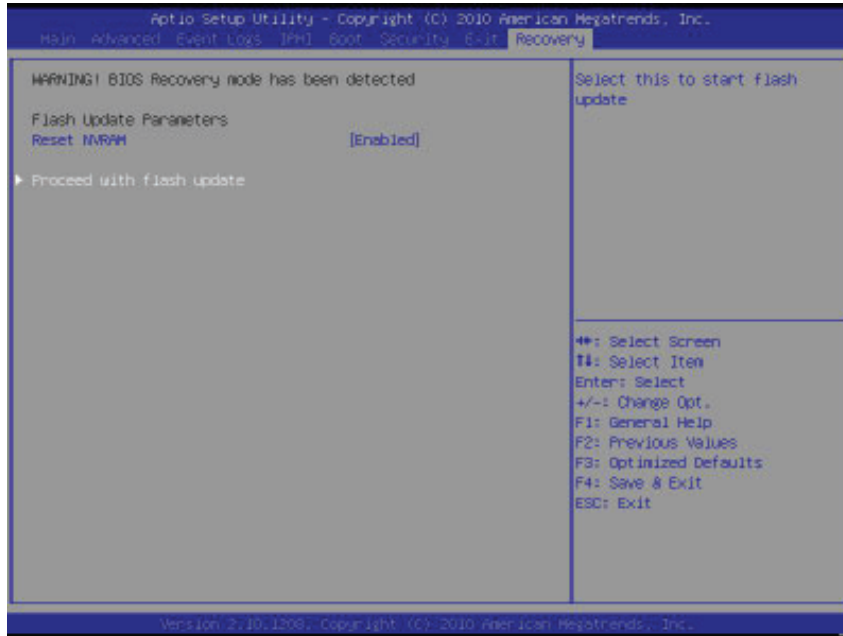 Aptio Setup Utility - Copyright (C) 2010 American Megatrends, Inc.
Main Advanced Event Logs IPMI Boot Security Exit Recovery
WARNING! BIOS Recovery mode has been detected
Flash Update Parameters
Reset NVRAM [Enabled]
Proceed with flash update
Select this to start flash
update
: Select Screen
: Select Item
Enter: Select
+/-: Change Opt.
F1: General Help
F2: Previous Values
F3: Optimized Defaults
F4: Save & Exit
ESC: Exit
Version 2.10.1208. Copyright (C) 2010 American Megatrends, Inc.